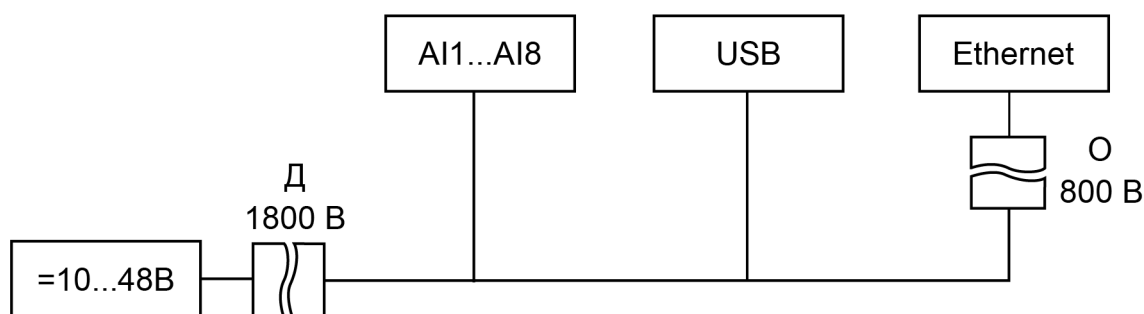 AI1...AI8
USB
Ethernet
О
800 В
Д
1800 В
=10...48В